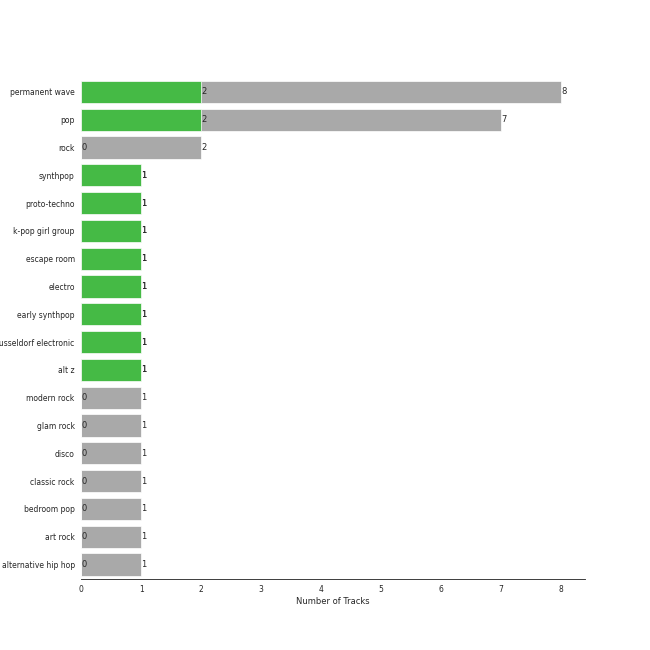 permanent wave 2 8
pop 2 7
rock 0 2
synthpop 1
proto-techno 1
k-pop girl group 1
escape room 1
electro 1
early synthpop 1
usseldorf electronic 1
alt z 1
modern rock 0 1
glam rock 0 1
disco 0 1
classic rock 0 1
bedroom pop 0 1
art rock 0 1
alternative hip hop 0 1
0 1 2 3 4 5 6 7 8
Number of Tracks